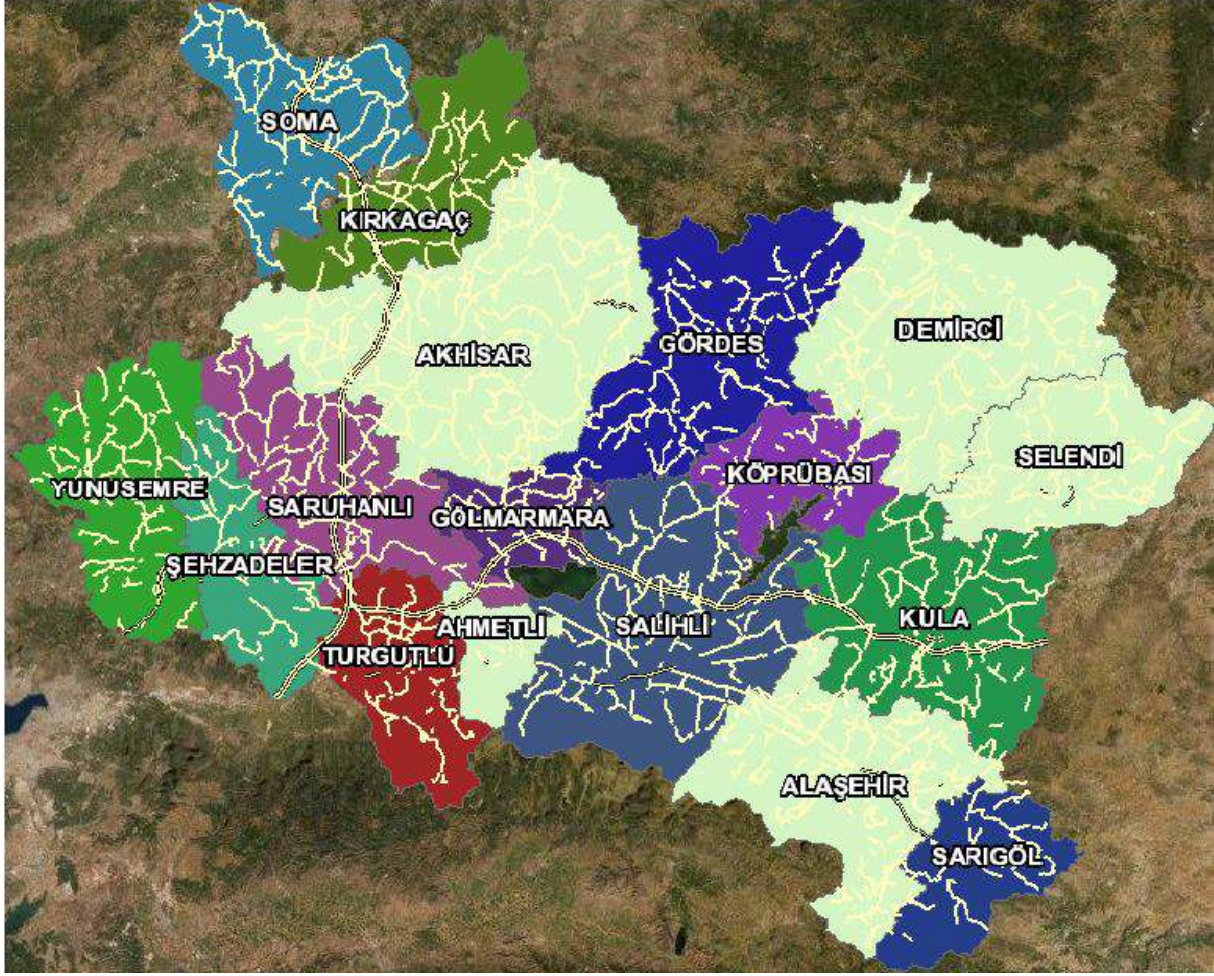 SOMA
KIRKAGAÇ
AKHİSAR
GÖRDES
DEMİRCİ
SELENDİ
KÖPRÜBASI
YUNUSEMRE
SARUHANLI
GÖLMARMARA
ŞEHZADELER
AHMETLİ
SALİHLİ
KULA
TURGUTLU
ALAŞEHİR
SARIGÖL